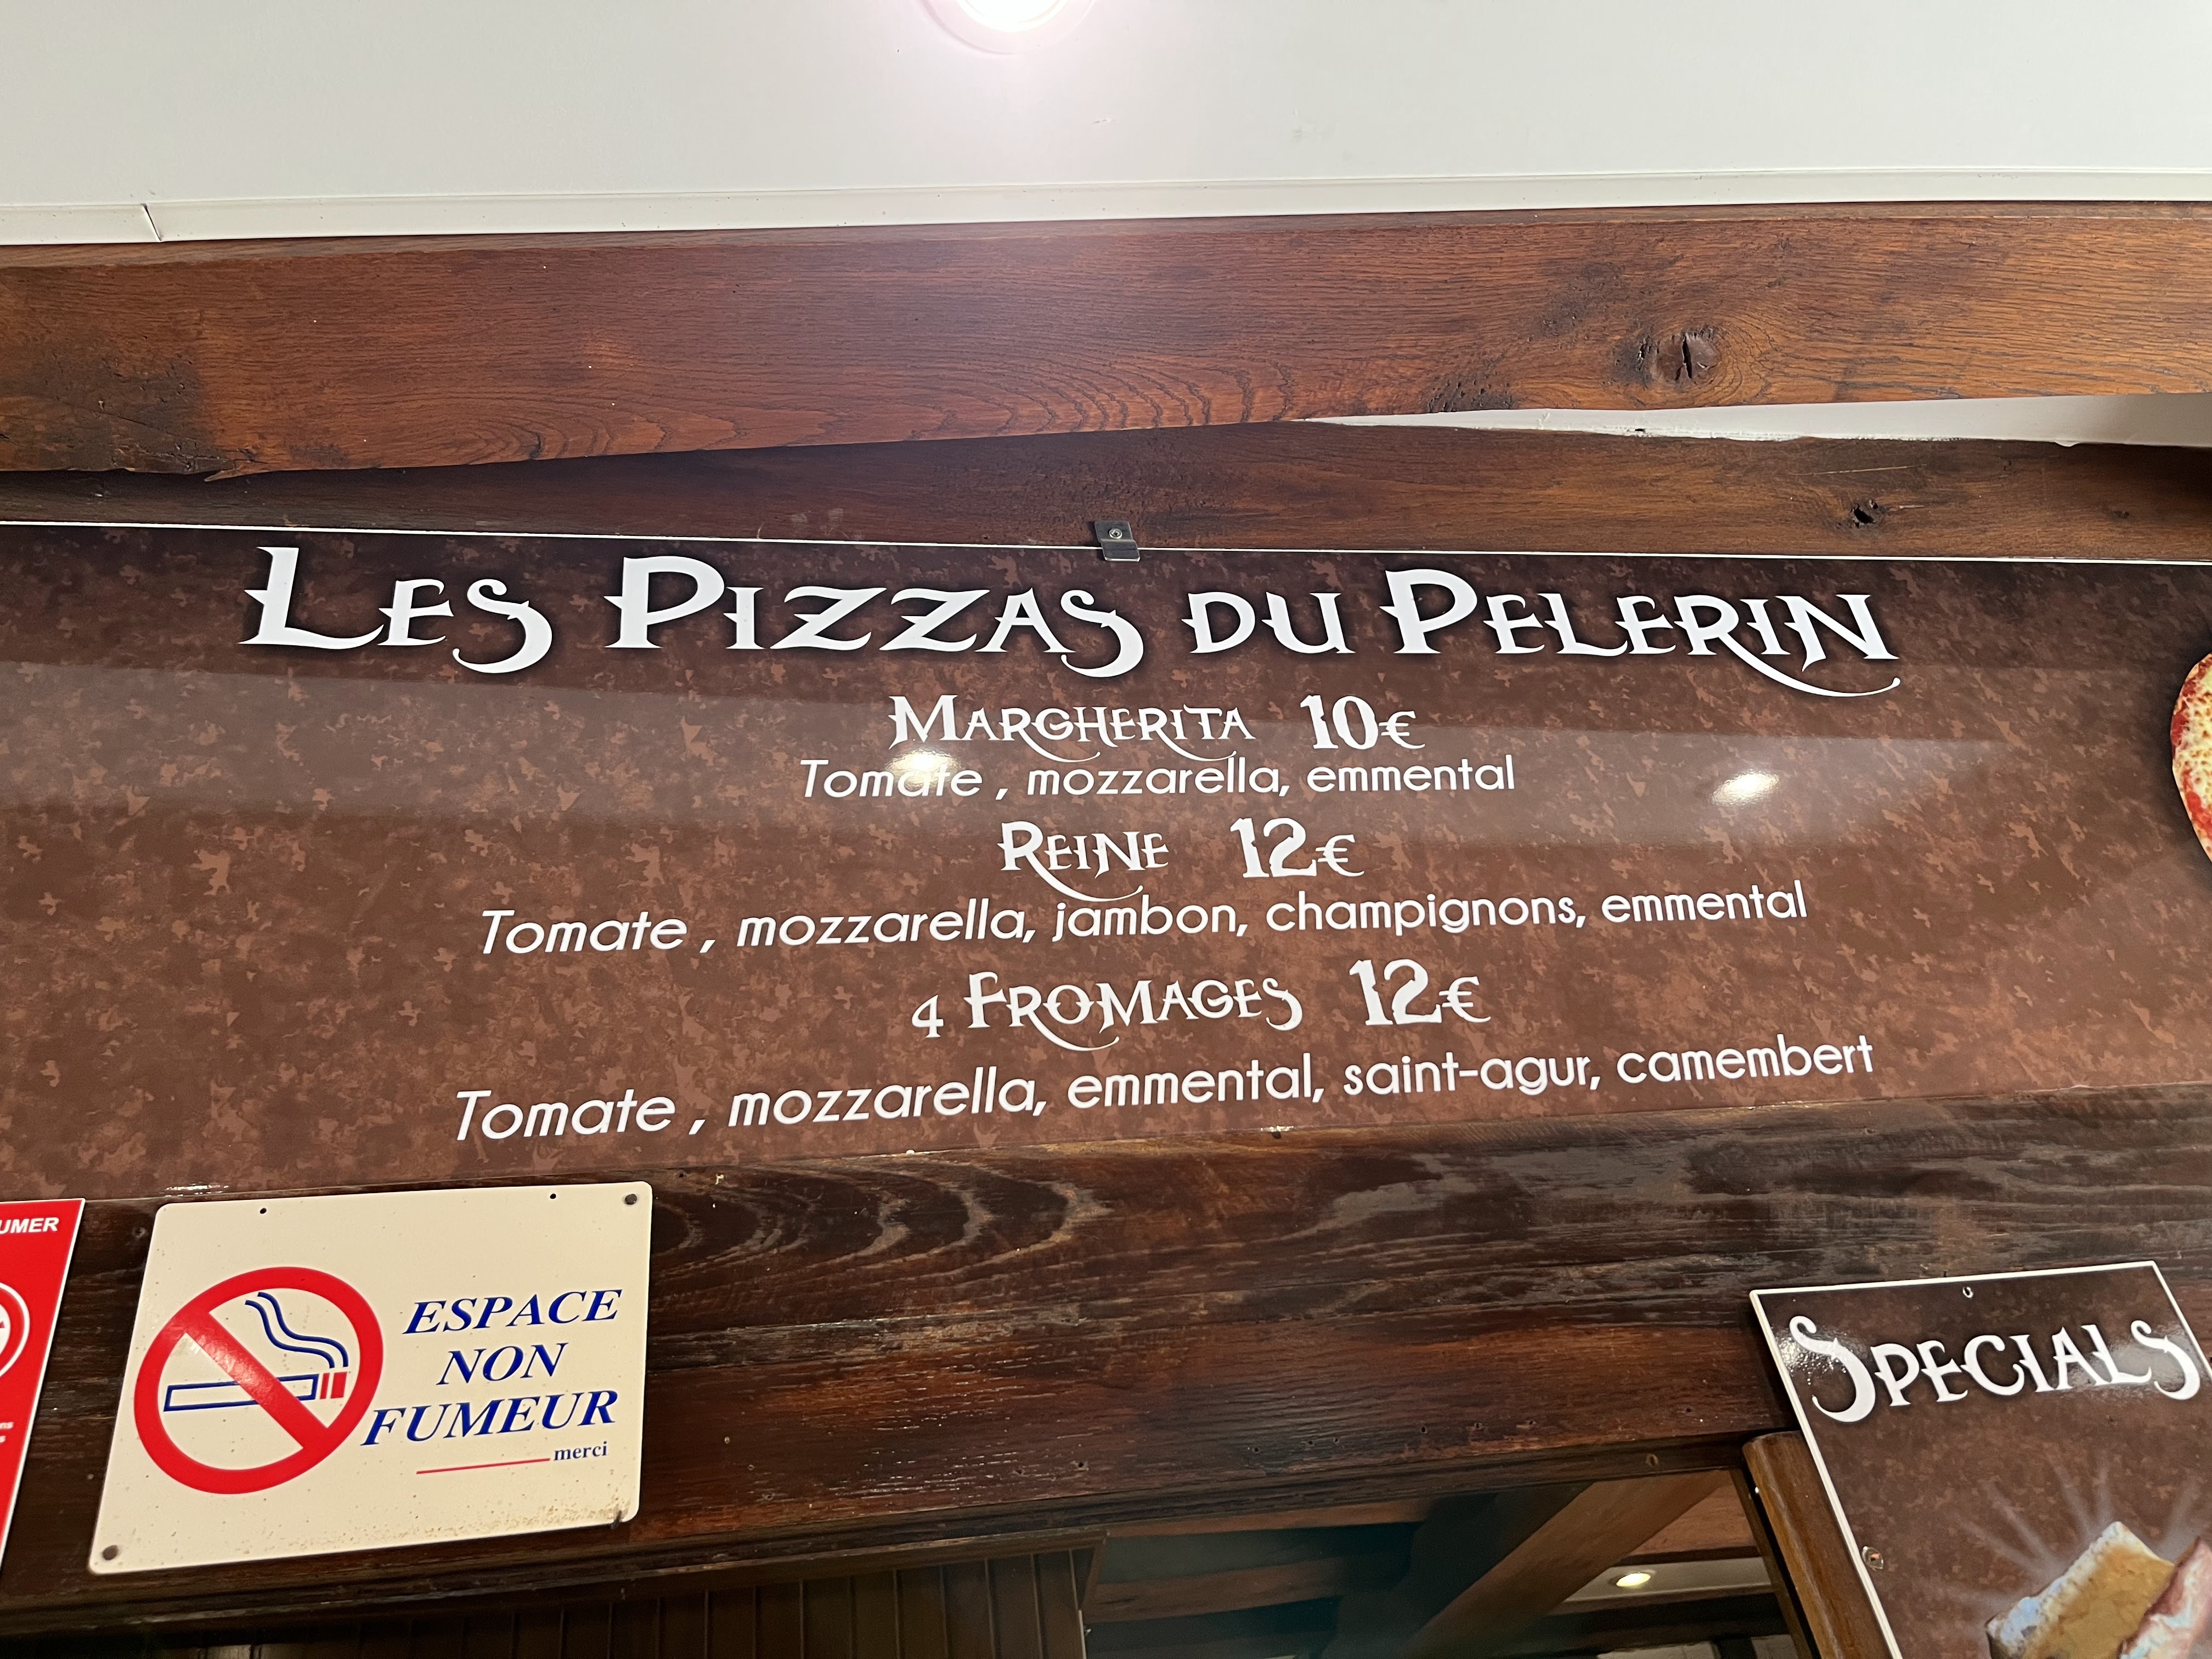 LES PIZZAS DU PELERIN
MARGHERITA 10€
Tomate , mozzarella, emmental
REINE 12€
Tomate , mozzarella, jambon, champignons, emmental
4 FROMAGES 12€
Tomate , mozzarella, emmental, saint-agur, camembert
ESPACE
NON
FUMEUR
merci
SPECIALS